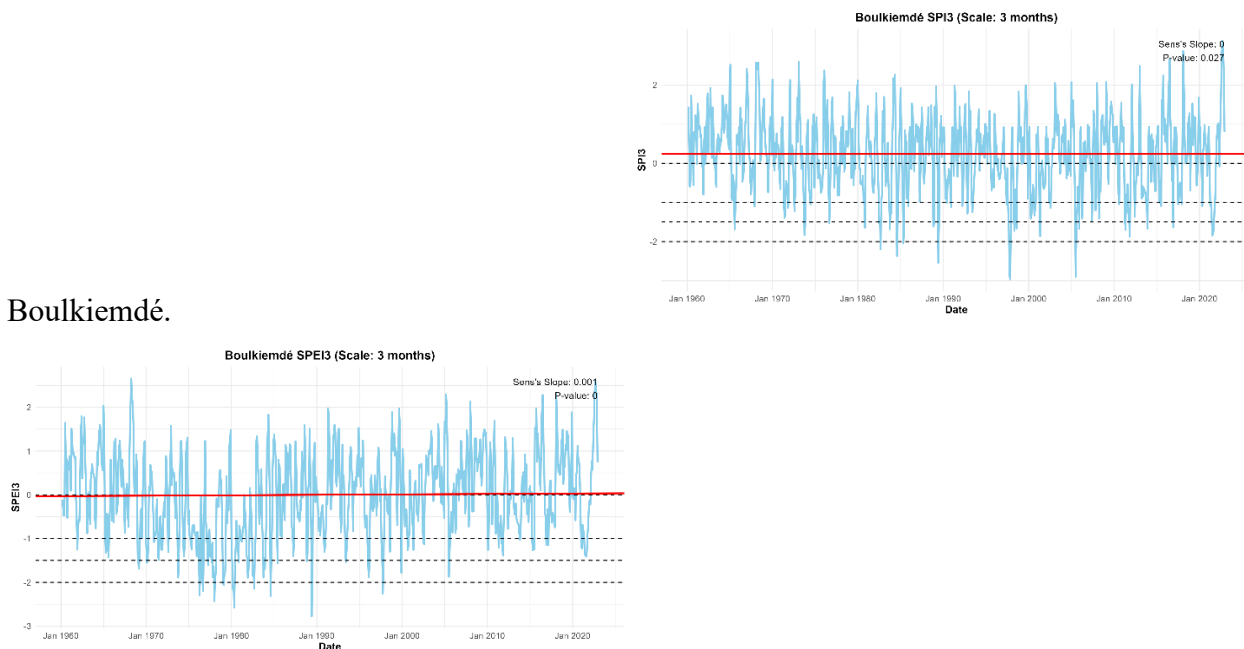 Boulkiemdé SPI3 (Scale: 3 months)
Sens's Slope: 0
P-value: 0.027
2
0
-2
SPI3
Jan 1960 Jan 1970 Jan 1980 Jan 1990 Jan 2000 Jan 2010 Jan 2020
Date
Boulkiemdé.
Boulkiemdé SPEI3 (Scale: 3 months)
Sens's Slope: 0.001
P-value: 0
2
1
0
-1
-2
-3
SPEI3
Jan 1960 Jan 1970 Jan 1980 Jan 1990 Jan 2000 Jan 2010 Jan 2020
Date